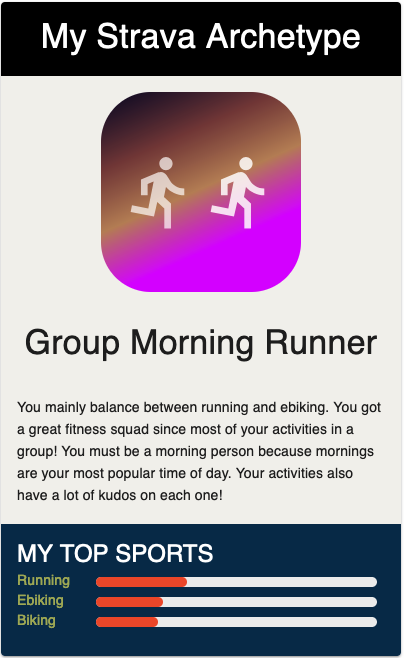 My Strava Archetype
Group Morning Runner
You mainly balance between running and ebiking. You got
a great fitness squad since most of your activities in a
group! You must be a morning person because mornings
are your most popular time of day. Your activities also
have a lot of kudos on each one!
MY TOP SPORTS
Running
Ebiking
Biking